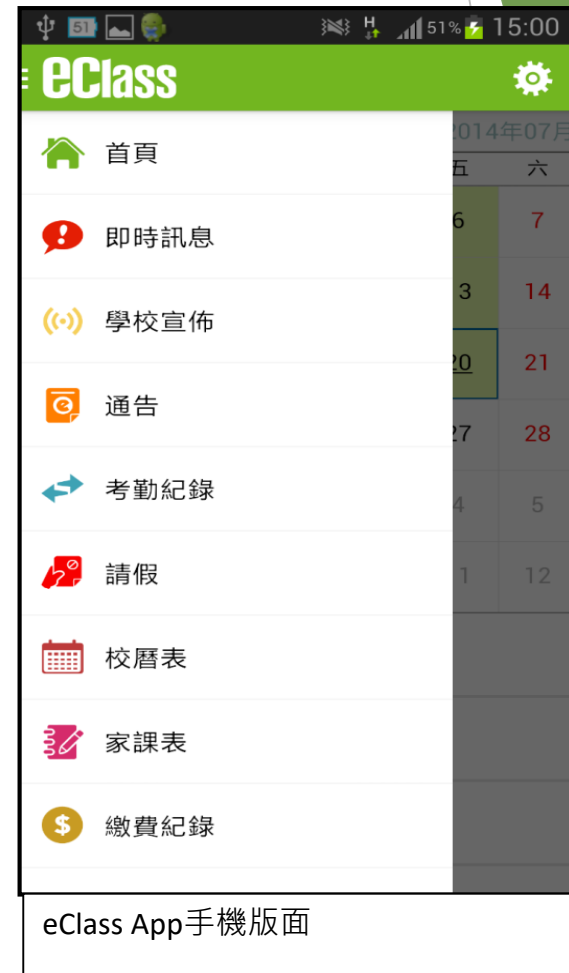 51 H 51% 15:00
eClass
首頁
即時訊息
學校宣佈
通告
考勤紀錄
請假
校曆表
家課表
繳費紀錄
2014年07月
五 六
6 7
3 14
20 21
27 28
4 5
1 12
eClass App手機版面